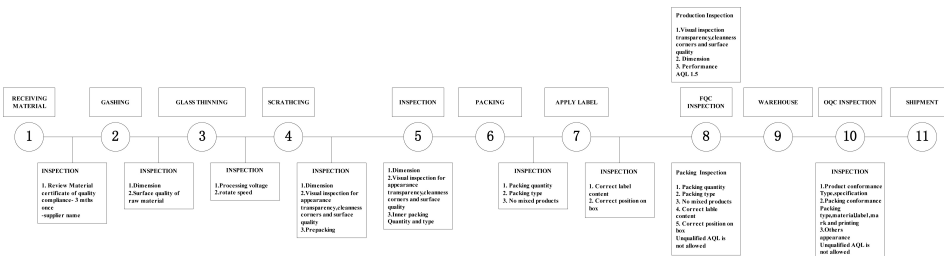 Production Inspection
1.Visual inspection
transparency,cleanness
corners and surface
quality
2. Dimension
3. Performance
AQL 1.5
RECEIVING
MATERIAL
GASHING
GLASS THINNING
SCRATHCING
INSPECTION
PACKING
APPLY LABEL
FQC
INSPECTION
WAREHOUSE
OQC INSPECTION
SHIPMENT
1
2
3
4
5
6
7
8
9
10
11
INSPECTION
1. Review Material
certificate of quality
compliance- 3 mths
once
-supplier name
INSPECTION
1.Dimension
2.Surface quality of
raw material
INSPECTION
1.Processing voltage
2.rotate speed
INSPECTION
1.Dimension
2.Visual inspection for
appearance
transparency,cleanness
corners and surface
quality
3.Prepacking
1.Dimension
2.Visual inspection for
appearance
transparency,cleanness
corners and surface
quality
3.Inner packing
Quantity and type
INSPECTION
1. Packing quantity
2. Packing type
3. No mixed products
INSPECTION
1. Correct label
content
2. Correct position on
box
Packing Inspection
1. Packing quantity
2. Packing type
3. No mixed products
4. Correct lable
content
5. Correct position on
box
Unqualified AQL is
not allowed
INSPECTION
1.Product conformance
Type,specification
2.Packing conformance
Packing
type,material,label,ma
rk and printing
3.Others
appearance
Unqualified AQL is
not allowed